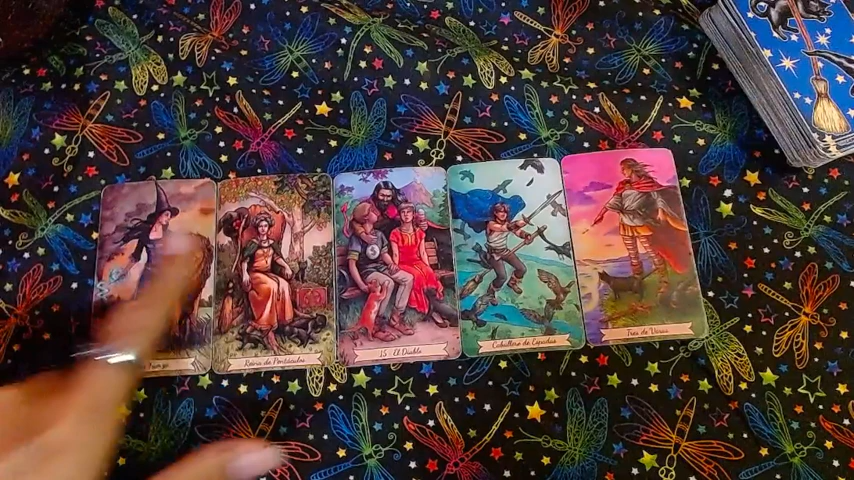 Reina de Pentáculos
15 - El Diablo
Caballero de Espadas
Tres de Varas